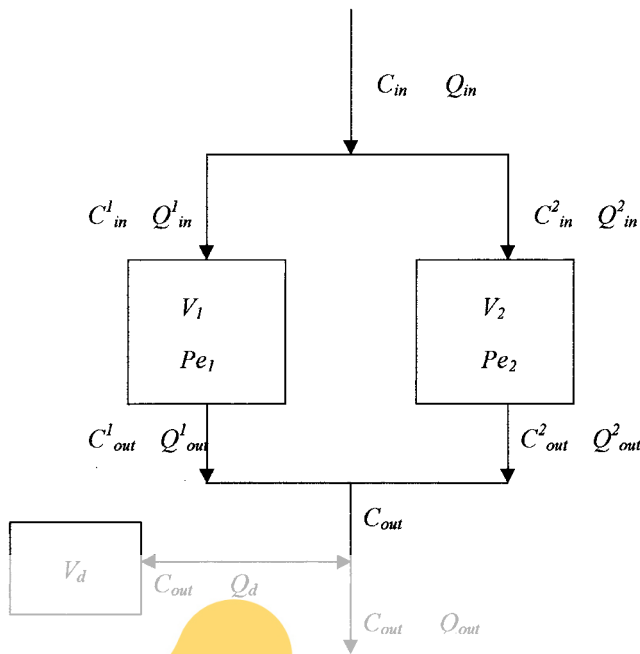 C_in Q_in
C^1_in Q^1_in C^2_in Q^2_in
V_1 V_2
Pe_1 Pe_2
C^1_out Q^1_out C^2_out Q^2_out
C_out
V_d C_out Q_d
C_out Q_out